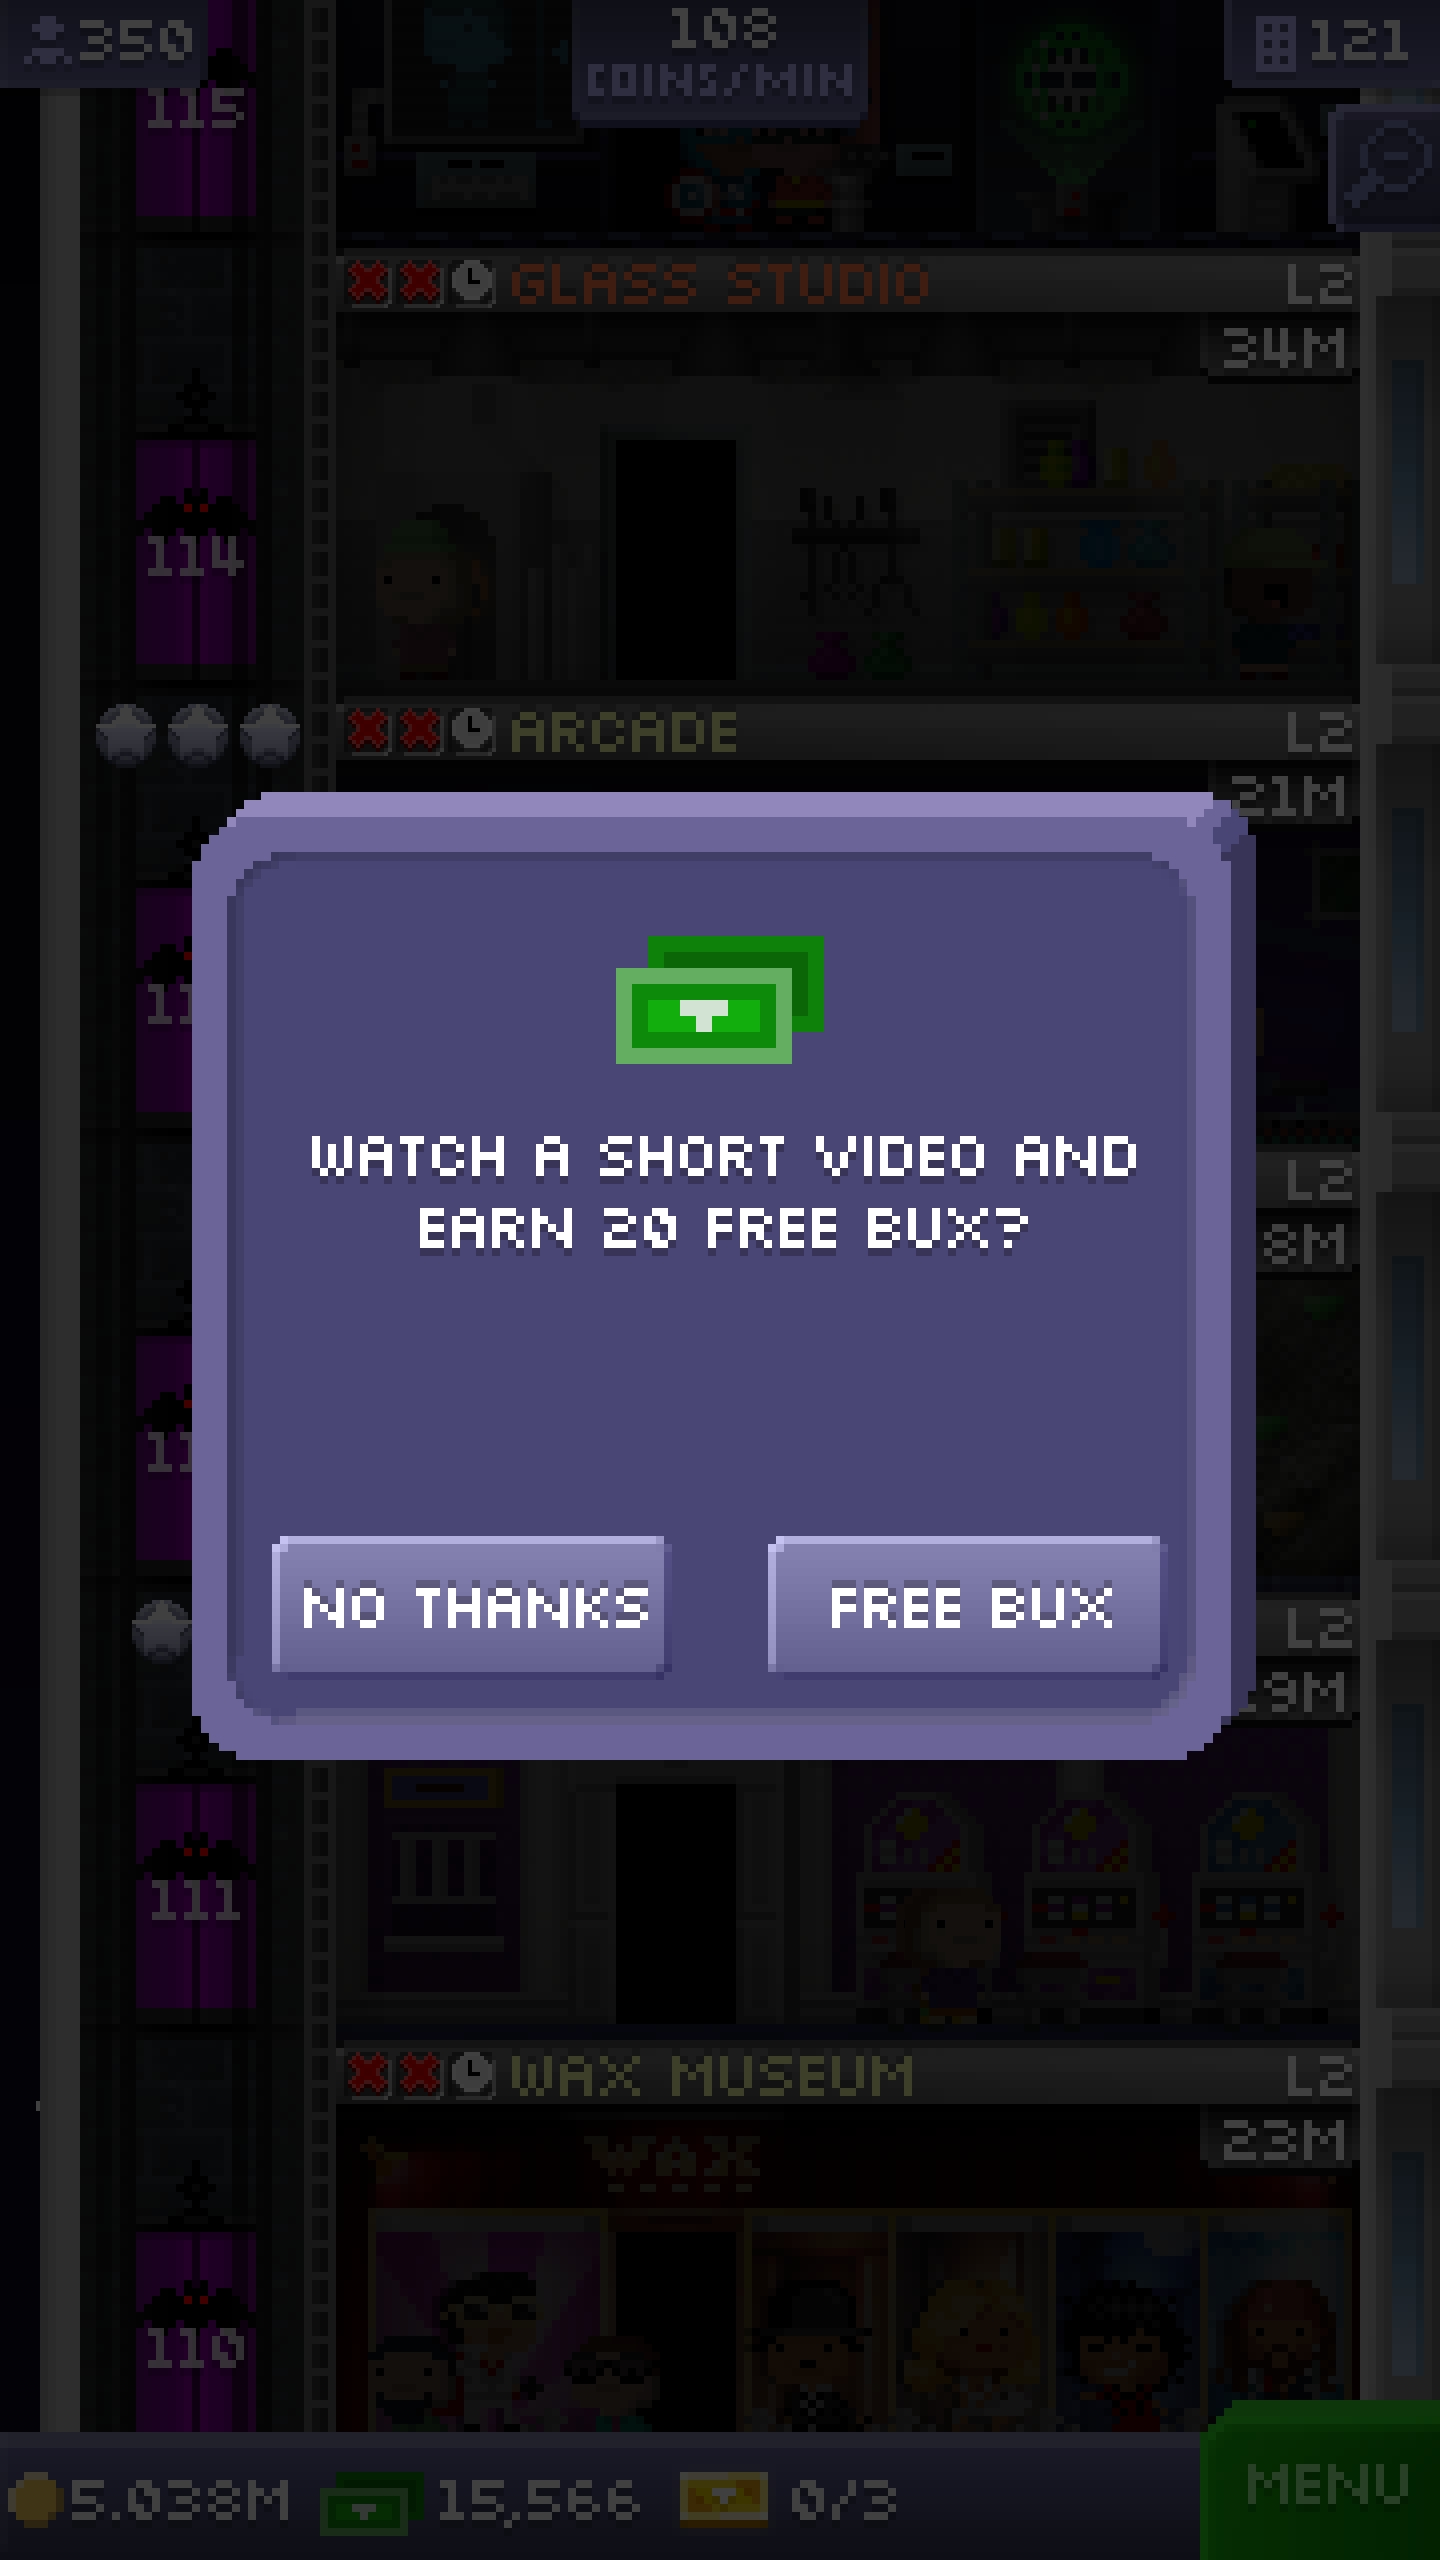 350
108
COINS/MIN
121
115
GLASS STUDIO
L2
34M
114
ARCADE
L2
21M
WATCH A SHORT VIDEO AND
EARN 20 FREE BUX?
L2
8M
NO THANKS
FREE BUX
L2
9M
111
WAX MUSEUM
L2
23M
WAX
110
5.038M
15,566
0/3
MENU